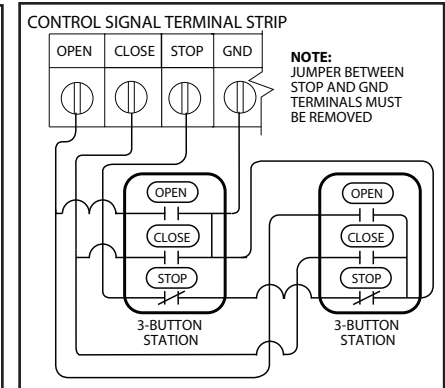 CONTROL SIGNAL TERMINAL STRIP
OPEN CLOSE STOP GND
NOTE:
JUMPER BETWEEN
STOP AND GND
TERMINALS MUST
BE REMOVED
OPEN
CLOSE
STOP
3-BUTTON
STATION
OPEN
CLOSE
STOP
3-BUTTON
STATION